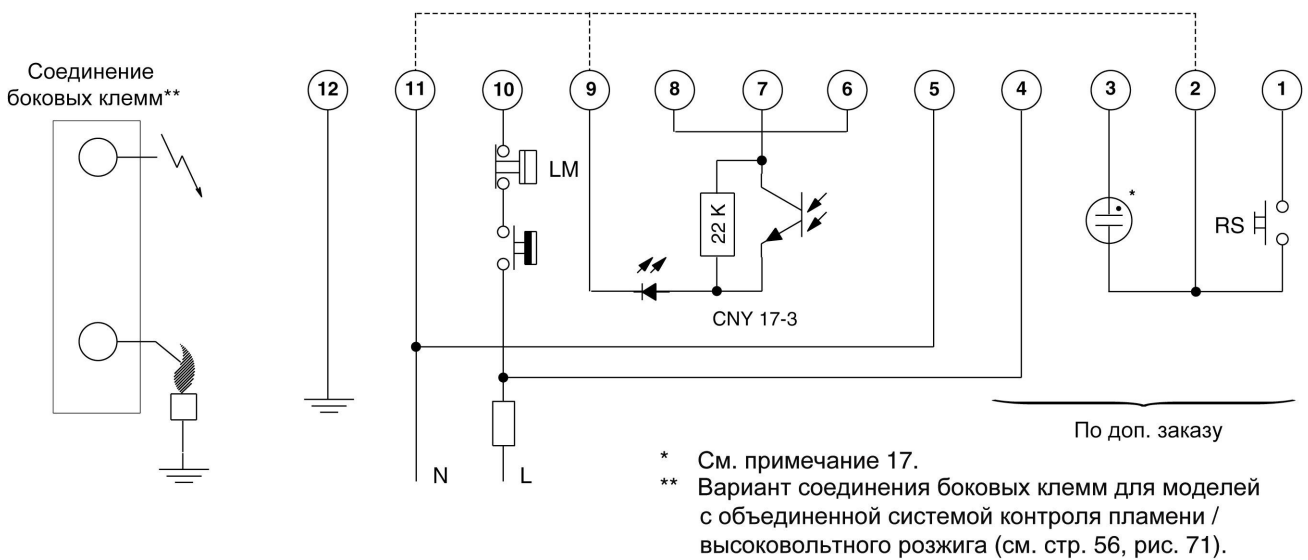 Соединение
боковых клемм**
12 11 10 9 8 7 6 5 4 3 2 1
LM
*
22 K
RS
CNY 17-3
По доп. заказу
N L
* См. примечание 17.
** Вариант соединения боковых клемм для моделей
с объединенной системой контроля пламени /
высоковольтного розжига (см. стр. 56, рис. 71).